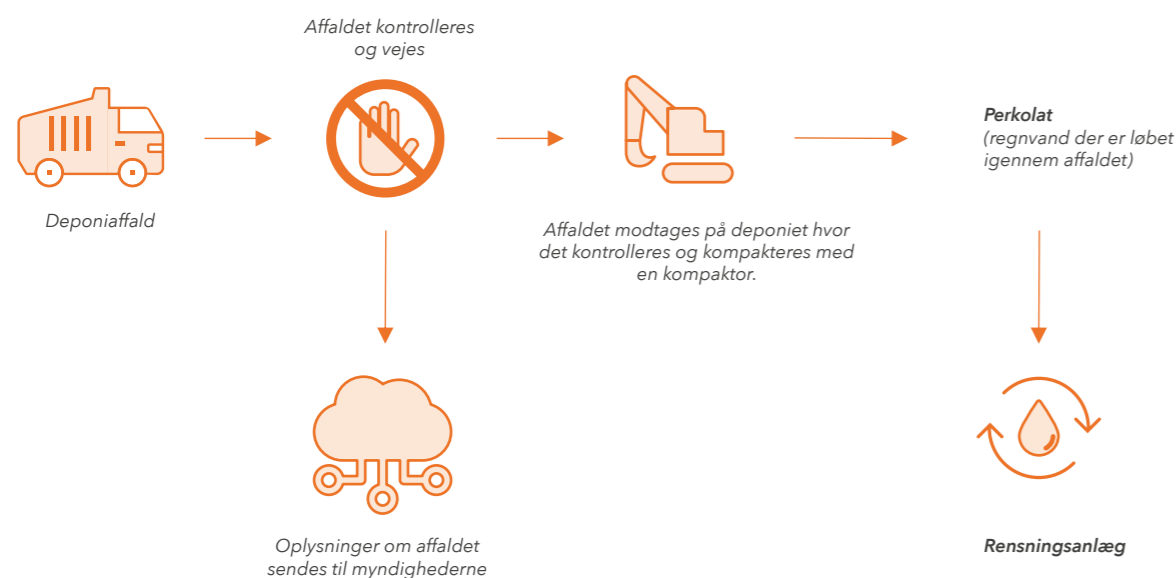 Affaldet kontrolleres
og vejes
Deponiaffald
Affaldet modtages på deponiet hvor
det kontrolleres og kompakteres med
en kompaktor.
Perkolat
(regnvand der er løbet
igennem affaldet)
Oplysninger om affaldet
sendes til myndighederne
Rensningsanlæg